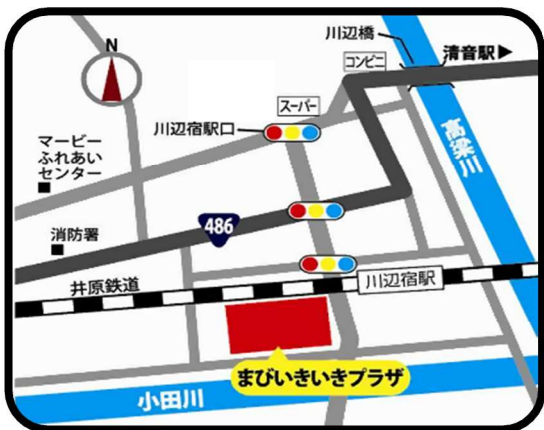 N
川辺橋
コンビニ
清音駅▶
スーパー
川辺宿駅口
高梁川
マービー
ふれあい
センター
486
消防署
井原鉄道
川辺宿駅
まびいきいきプラザ
小田川